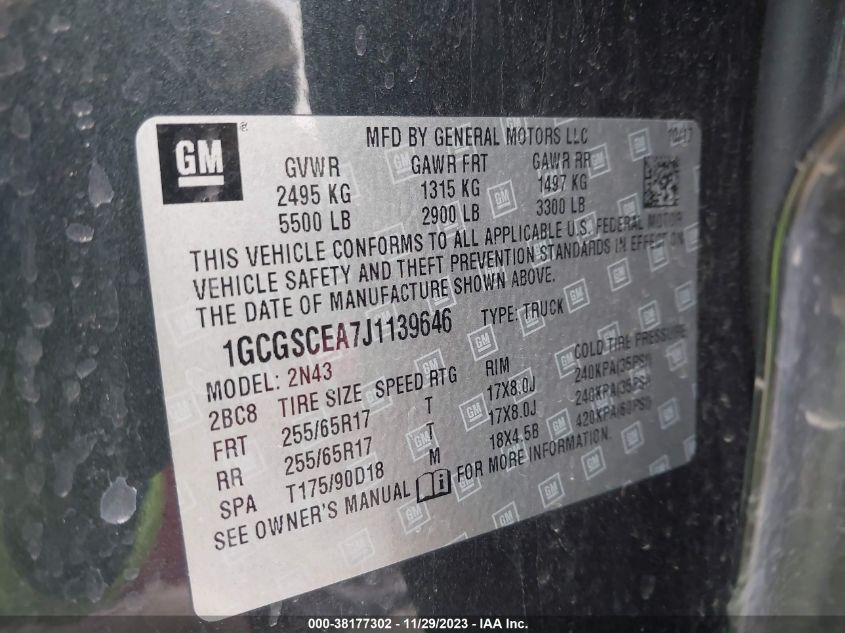 GM
MFD BY GENERAL MOTORS LLC 10/17
GVWR GAWR FRT GAWR RR
2495 KG 1315 KG 1497 KG
5500 LB 2900 LB 3300 LB
THIS VEHICLE CONFORMS TO ALL APPLICABLE U.S. FEDERAL MOTOR
VEHICLE SAFETY AND THEFT PREVENTION STANDARDS IN EFFECT ON
THE DATE OF MANUFACTURE SHOWN ABOVE.
1GCGSCEA7J1139646 TYPE: TRUCK
MODEL: 2N43
2BC8 TIRE SIZE SPEED RTG RIM COLD TIRE PRESSURE
FRT 255/65R17 T 17X8.0J 240KPA(35PSI)
RR 255/65R17 T 17X8.0J 240KPA(35PSI)
SPA T175/90D18 M 18X4.5B 420KPA(60PSI)
SEE OWNER'S MANUAL FOR MORE INFORMATION.
000-38177302 - 11/29/2023 - IAA Inc.